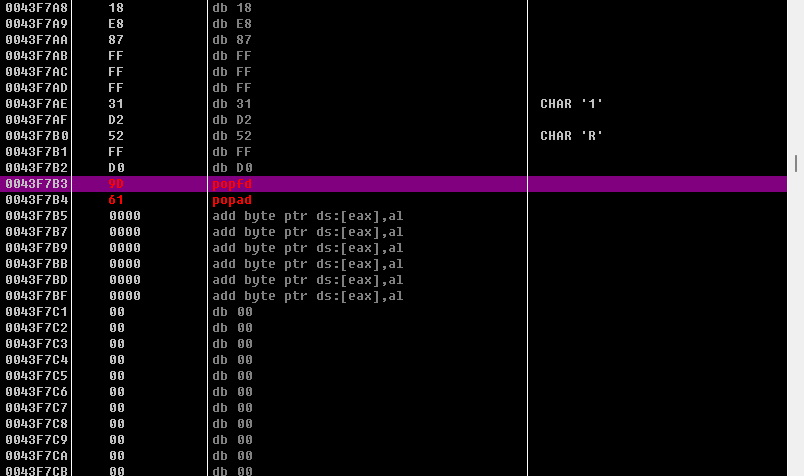 0043F7A8 18 db 18
0043F7A9 E8 db E8
0043F7AA 87 db 87
0043F7AB FF db FF
0043F7AC FF db FF
0043F7AD FF db FF
0043F7AE 31 db 31 CHAR '1'
0043F7AF D2 db D2
0043F7B0 52 db 52 CHAR 'R'
0043F7B1 FF db FF
0043F7B2 D0 db D0
0043F7B3 9D popfd
0043F7B4 61 popad
0043F7B5 0000 add byte ptr ds:[eax],al
0043F7B7 0000 add byte ptr ds:[eax],al
0043F7B9 0000 add byte ptr ds:[eax],al
0043F7BB 0000 add byte ptr ds:[eax],al
0043F7BD 0000 add byte ptr ds:[eax],al
0043F7BF 0000 add byte ptr ds:[eax],al
0043F7C1 00 db 00
0043F7C2 00 db 00
0043F7C3 00 db 00
0043F7C4 00 db 00
0043F7C5 00 db 00
0043F7C6 00 db 00
0043F7C7 00 db 00
0043F7C8 00 db 00
0043F7C9 00 db 00
0043F7CA 00 db 00
0043F7CB 00 db 00